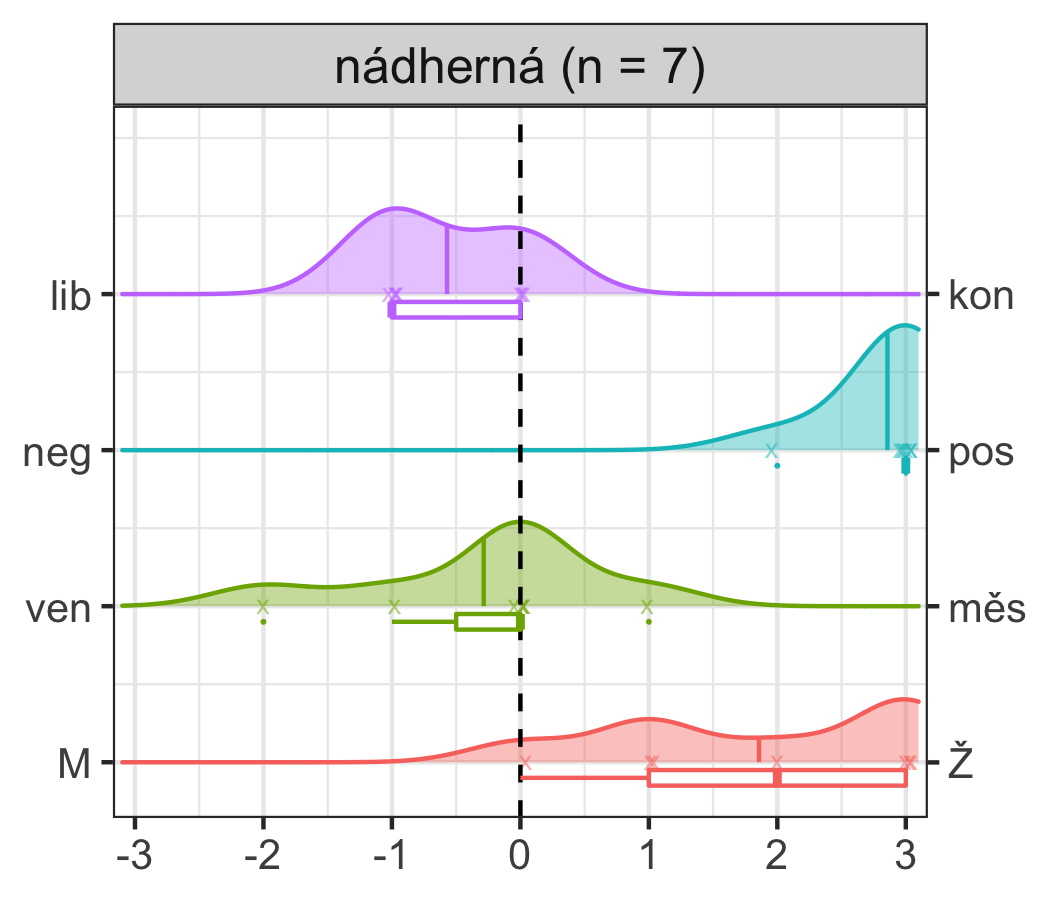 nádherná (n = 7)
lib kon
neg pos
ven měs
M Ž
-3 -2 -1 0 1 2 3